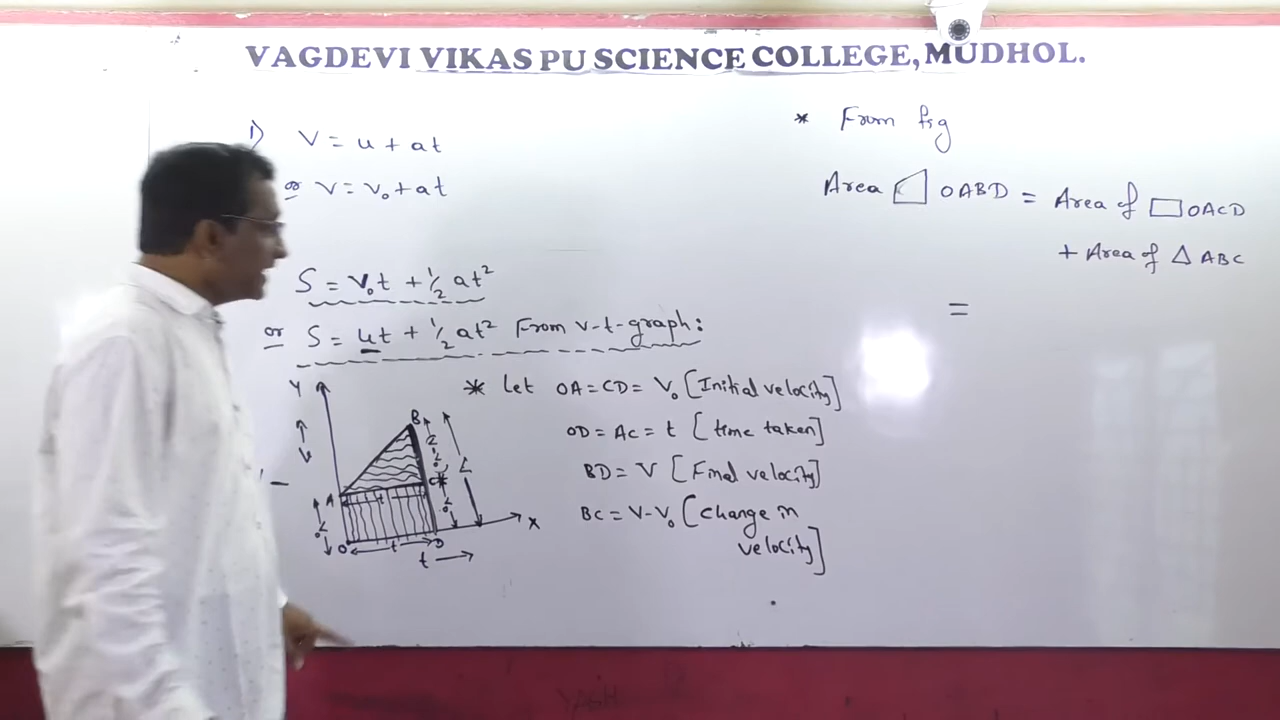 VAGDEVI VIKAS PU SCIENCE COLLEGE, MUDHOL.
1) V = u + at
or v = v₀ + at
S = v₀t + ½ at²
or S = ut + ½ at² From v-t-graph:
* Let OA = CD = V₀ [Initial velocity]
OD = AC = t [time taken]
BD = V [Final velocity]
BC = V-V₀ [change in
velocity]
Y
B
V
A
C
t
V₀
O
t
D
X
t
* From fig
Area OABD = Area of OACD
+ Area of △ ABC
=